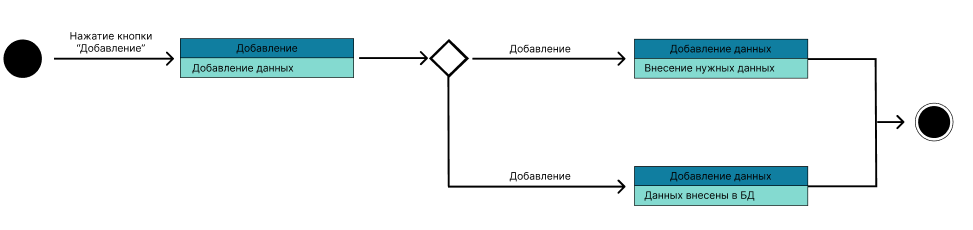 Нажатие кнопки
“Добавление”
Добавление
Добавление данных
Добавление
Добавление данных
Внесение нужных данных
Добавление
Добавление данных
Данных внесены в БД